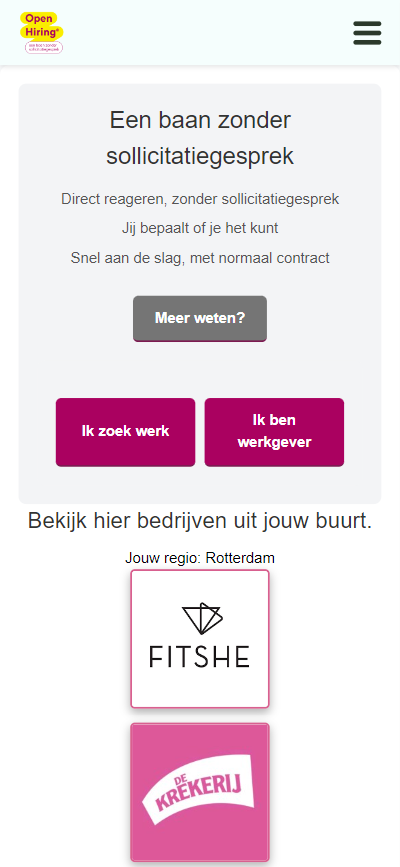 Open
Hiring®
Een baan zonder
sollicitatiegesprek
Direct reageren, zonder sollicitatiegesprek
Jij bepaalt of je het kunt
Snel aan de slag, met normaal contract
Meer weten?
Ik zoek werk
Ik ben
werkgever
Bekijk hier bedrijven uit jouw buurt.
Jouw regio: Rotterdam
FITSHE
DE
KREKERIJ